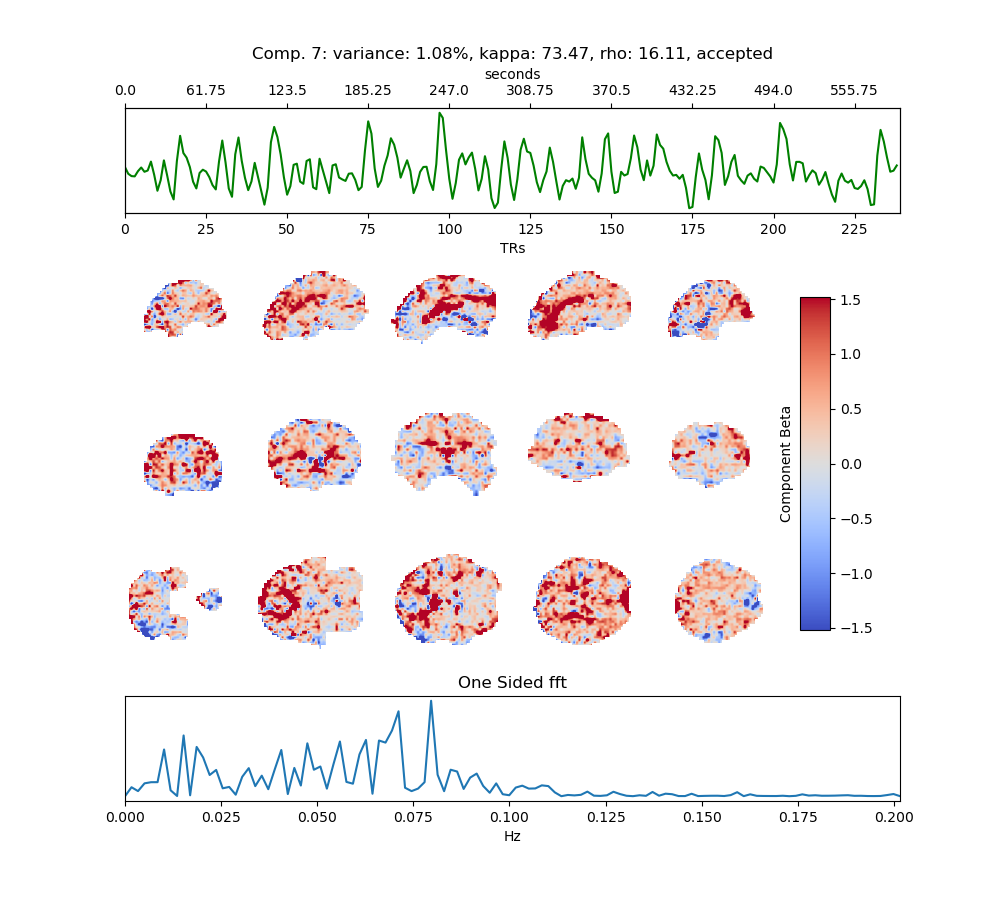 Comp. 7: variance: 1.08%, kappa: 73.47, rho: 16.11, accepted
seconds
0.0 61.75 123.5 185.25 247.0 308.75 370.5 432.25 494.0 555.75
0 25 50 75 100 125 150 175 200 225
TRs
1.5
1.0
0.5
0.0
−0.5
−1.0
−1.5
Component Beta
One Sided fft
0.000 0.025 0.050 0.075 0.100 0.125 0.150 0.175 0.200
Hz